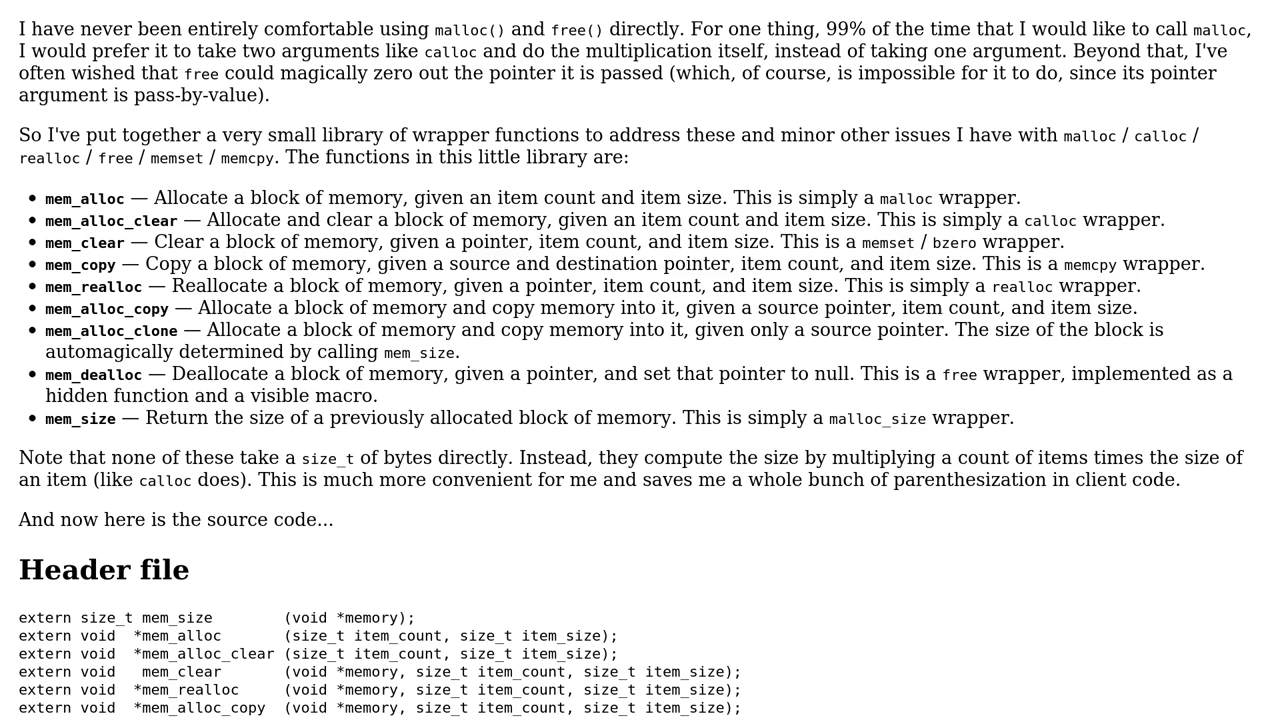 I have never been entirely comfortable using malloc() and free() directly. For one thing, 99% of the time that I would like to call malloc,
I would prefer it to take two arguments like calloc and do the multiplication itself, instead of taking one argument. Beyond that, I've
often wished that free could magically zero out the pointer it is passed (which, of course, is impossible for it to do, since its pointer
argument is pass-by-value).
So I've put together a very small library of wrapper functions to address these and minor other issues I have with malloc / calloc /
realloc / free / memset / memcpy. The functions in this little library are:
• mem_alloc — Allocate a block of memory, given an item count and item size. This is simply a malloc wrapper.
• mem_alloc_clear — Allocate and clear a block of memory, given an item count and item size. This is simply a calloc wrapper.
• mem_clear — Clear a block of memory, given a pointer, item count, and item size. This is a memset / bzero wrapper.
• mem_copy — Copy a block of memory, given a source and destination pointer, item count, and item size. This is a memcpy wrapper.
• mem_realloc — Reallocate a block of memory, given a pointer, item count, and item size. This is simply a realloc wrapper.
• mem_alloc_copy — Allocate a block of memory and copy memory into it, given a source pointer, item count, and item size.
• mem_alloc_clone — Allocate a block of memory and copy memory into it, given only a source pointer. The size of the block is
automagically determined by calling mem_size.
• mem_dealloc — Deallocate a block of memory, given a pointer, and set that pointer to null. This is a free wrapper, implemented as a
hidden function and a visible macro.
• mem_size — Return the size of a previously allocated block of memory. This is simply a malloc_size wrapper.
Note that none of these take a size_t of bytes directly. Instead, they compute the size by multiplying a count of items times the size of
an item (like calloc does). This is much more convenient for me and saves me a whole bunch of parenthesization in client code.
And now here is the source code...
Header file
extern size_t mem_size        (void *memory);
extern void  *mem_alloc       (size_t item_count, size_t item_size);
extern void  *mem_alloc_clear (size_t item_count, size_t item_size);
extern void   mem_clear       (void *memory, size_t item_count, size_t item_size);
extern void  *mem_realloc     (void *memory, size_t item_count, size_t item_size);
extern void  *mem_alloc_copy  (void *memory, size_t item_count, size_t item_size);